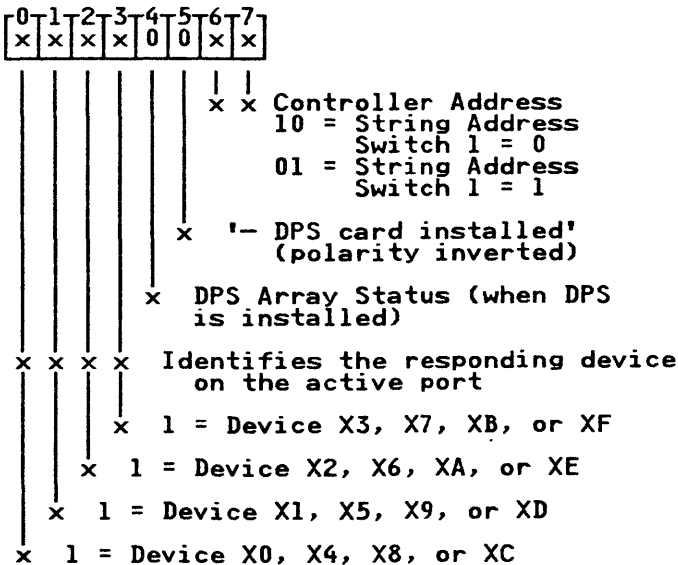 0 1 2 3 4 5 6 7
x x x x 0 0 x x
x x Controller Address
10 = String Address
Switch 1 = 0
01 = String Address
Switch 1 = 1
x '- DPS card installed'
(polarity inverted)
x DPS Array Status (when DPS
is installed)
x x x x Identifies the responding device
on the active port
x 1 = Device X3, X7, XB, or XF
x 1 = Device X2, X6, XA, or XE
x 1 = Device X1, X5, X9, or XD
x 1 = Device X0, X4, X8, or XC